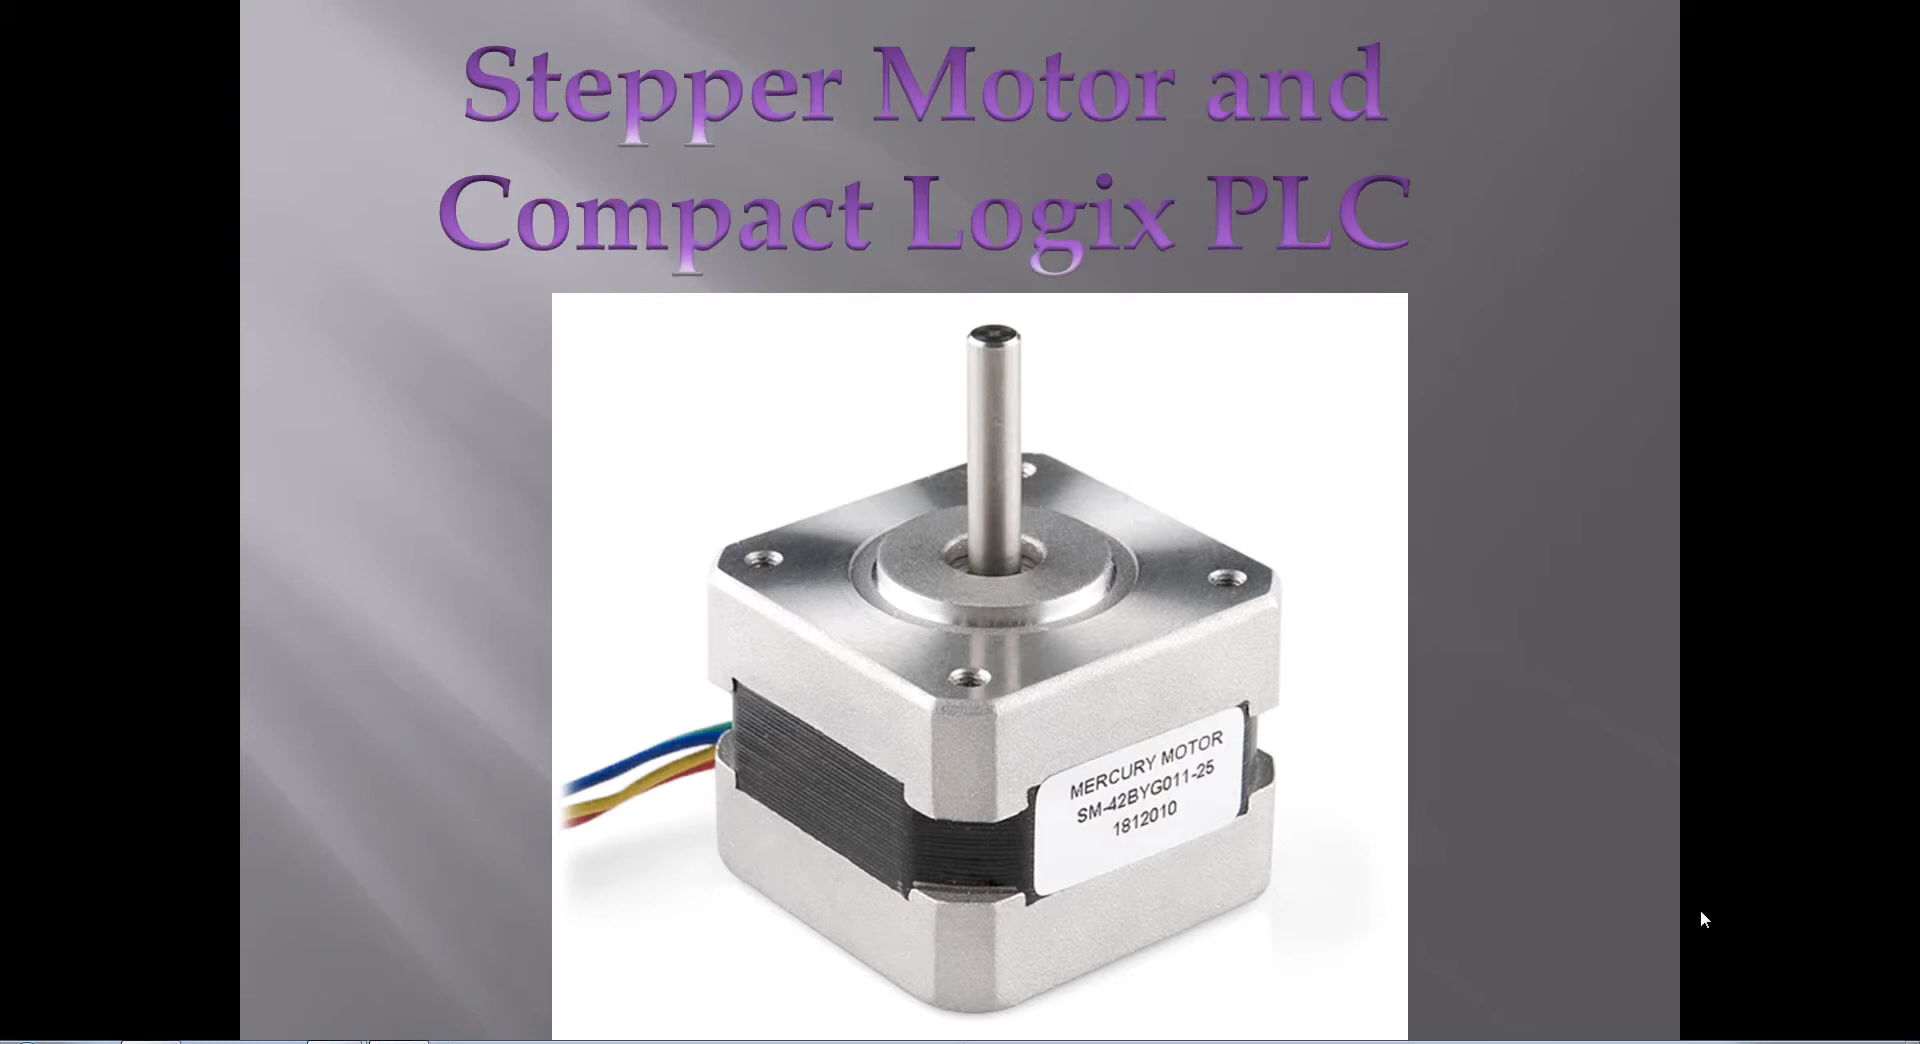 Stepper Motor and
Compact Logix PLC
MERCURY MOTOR
SM-42BYG011-25
1812010